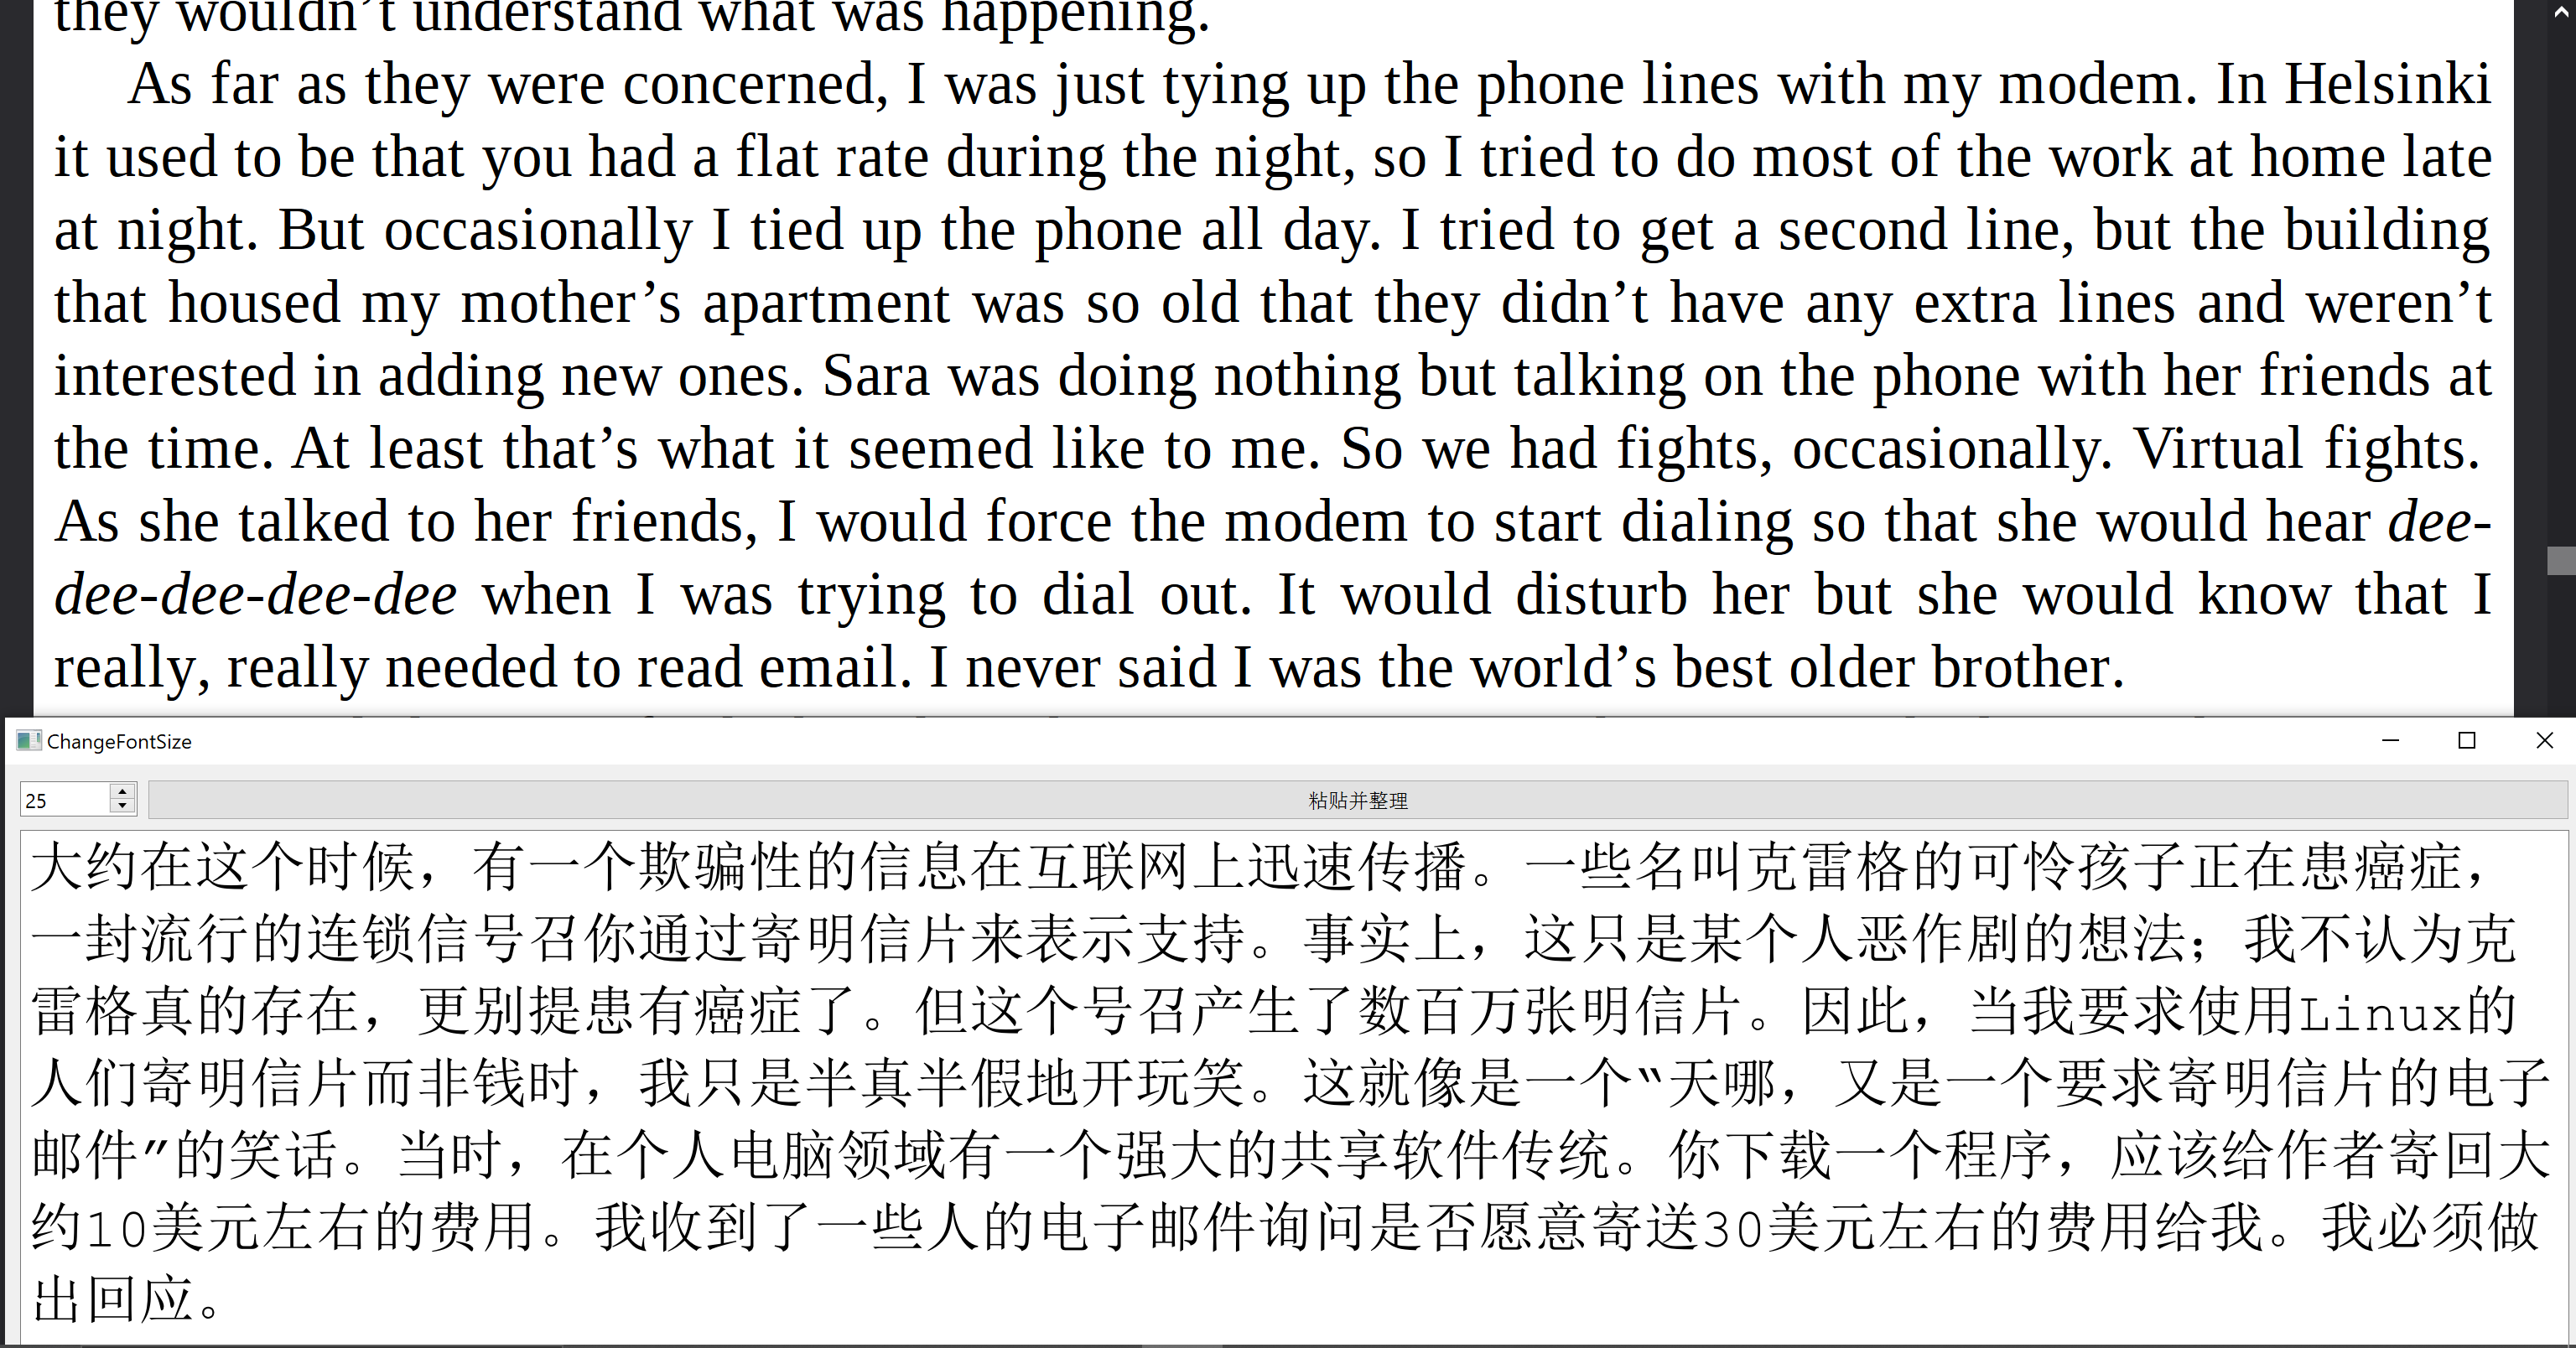 they wouldn’t understand what was happening.
As far as they were concerned, I was just tying up the phone lines with my modem. In Helsinki
it used to be that you had a flat rate during the night, so I tried to do most of the work at home late
at night. But occasionally I tied up the phone all day. I tried to get a second line, but the building
that housed my mother’s apartment was so old that they didn’t have any extra lines and weren’t
interested in adding new ones. Sara was doing nothing but talking on the phone with her friends at
the time. At least that’s what it seemed like to me. So we had fights, occasionally. Virtual fights.
As she talked to her friends, I would force the modem to start dialing so that she would hear dee-
dee-dee-dee-dee when I was trying to dial out. It would disturb her but she would know that I
really, really needed to read email. I never said I was the world’s best older brother.
ChangeFontSize
25
粘贴并整理
大约在这个时候，有一个欺骗性的信息在互联网上迅速传播。一些名叫克雷格的可怜孩子正在患癌症，
一封流行的连锁信号召你通过寄明信片来表示支持。事实上，这只是某个人恶作剧的想法；我不认为克
雷格真的存在，更别提患有癌症了。但这个号召产生了数百万张明信片。因此，当我要求使用Linux的
人们寄明信片而非钱时，我只是半真半假地开玩笑。这就像是一个“天哪，又是一个要求寄明信片的电子
邮件”的笑话。当时，在个人电脑领域有一个强大的共享软件传统。你下载一个程序，应该给作者寄回大
约10美元左右的费用。我收到了一些人的电子邮件询问是否愿意寄送30美元左右的费用给我。我必须做
出回应。